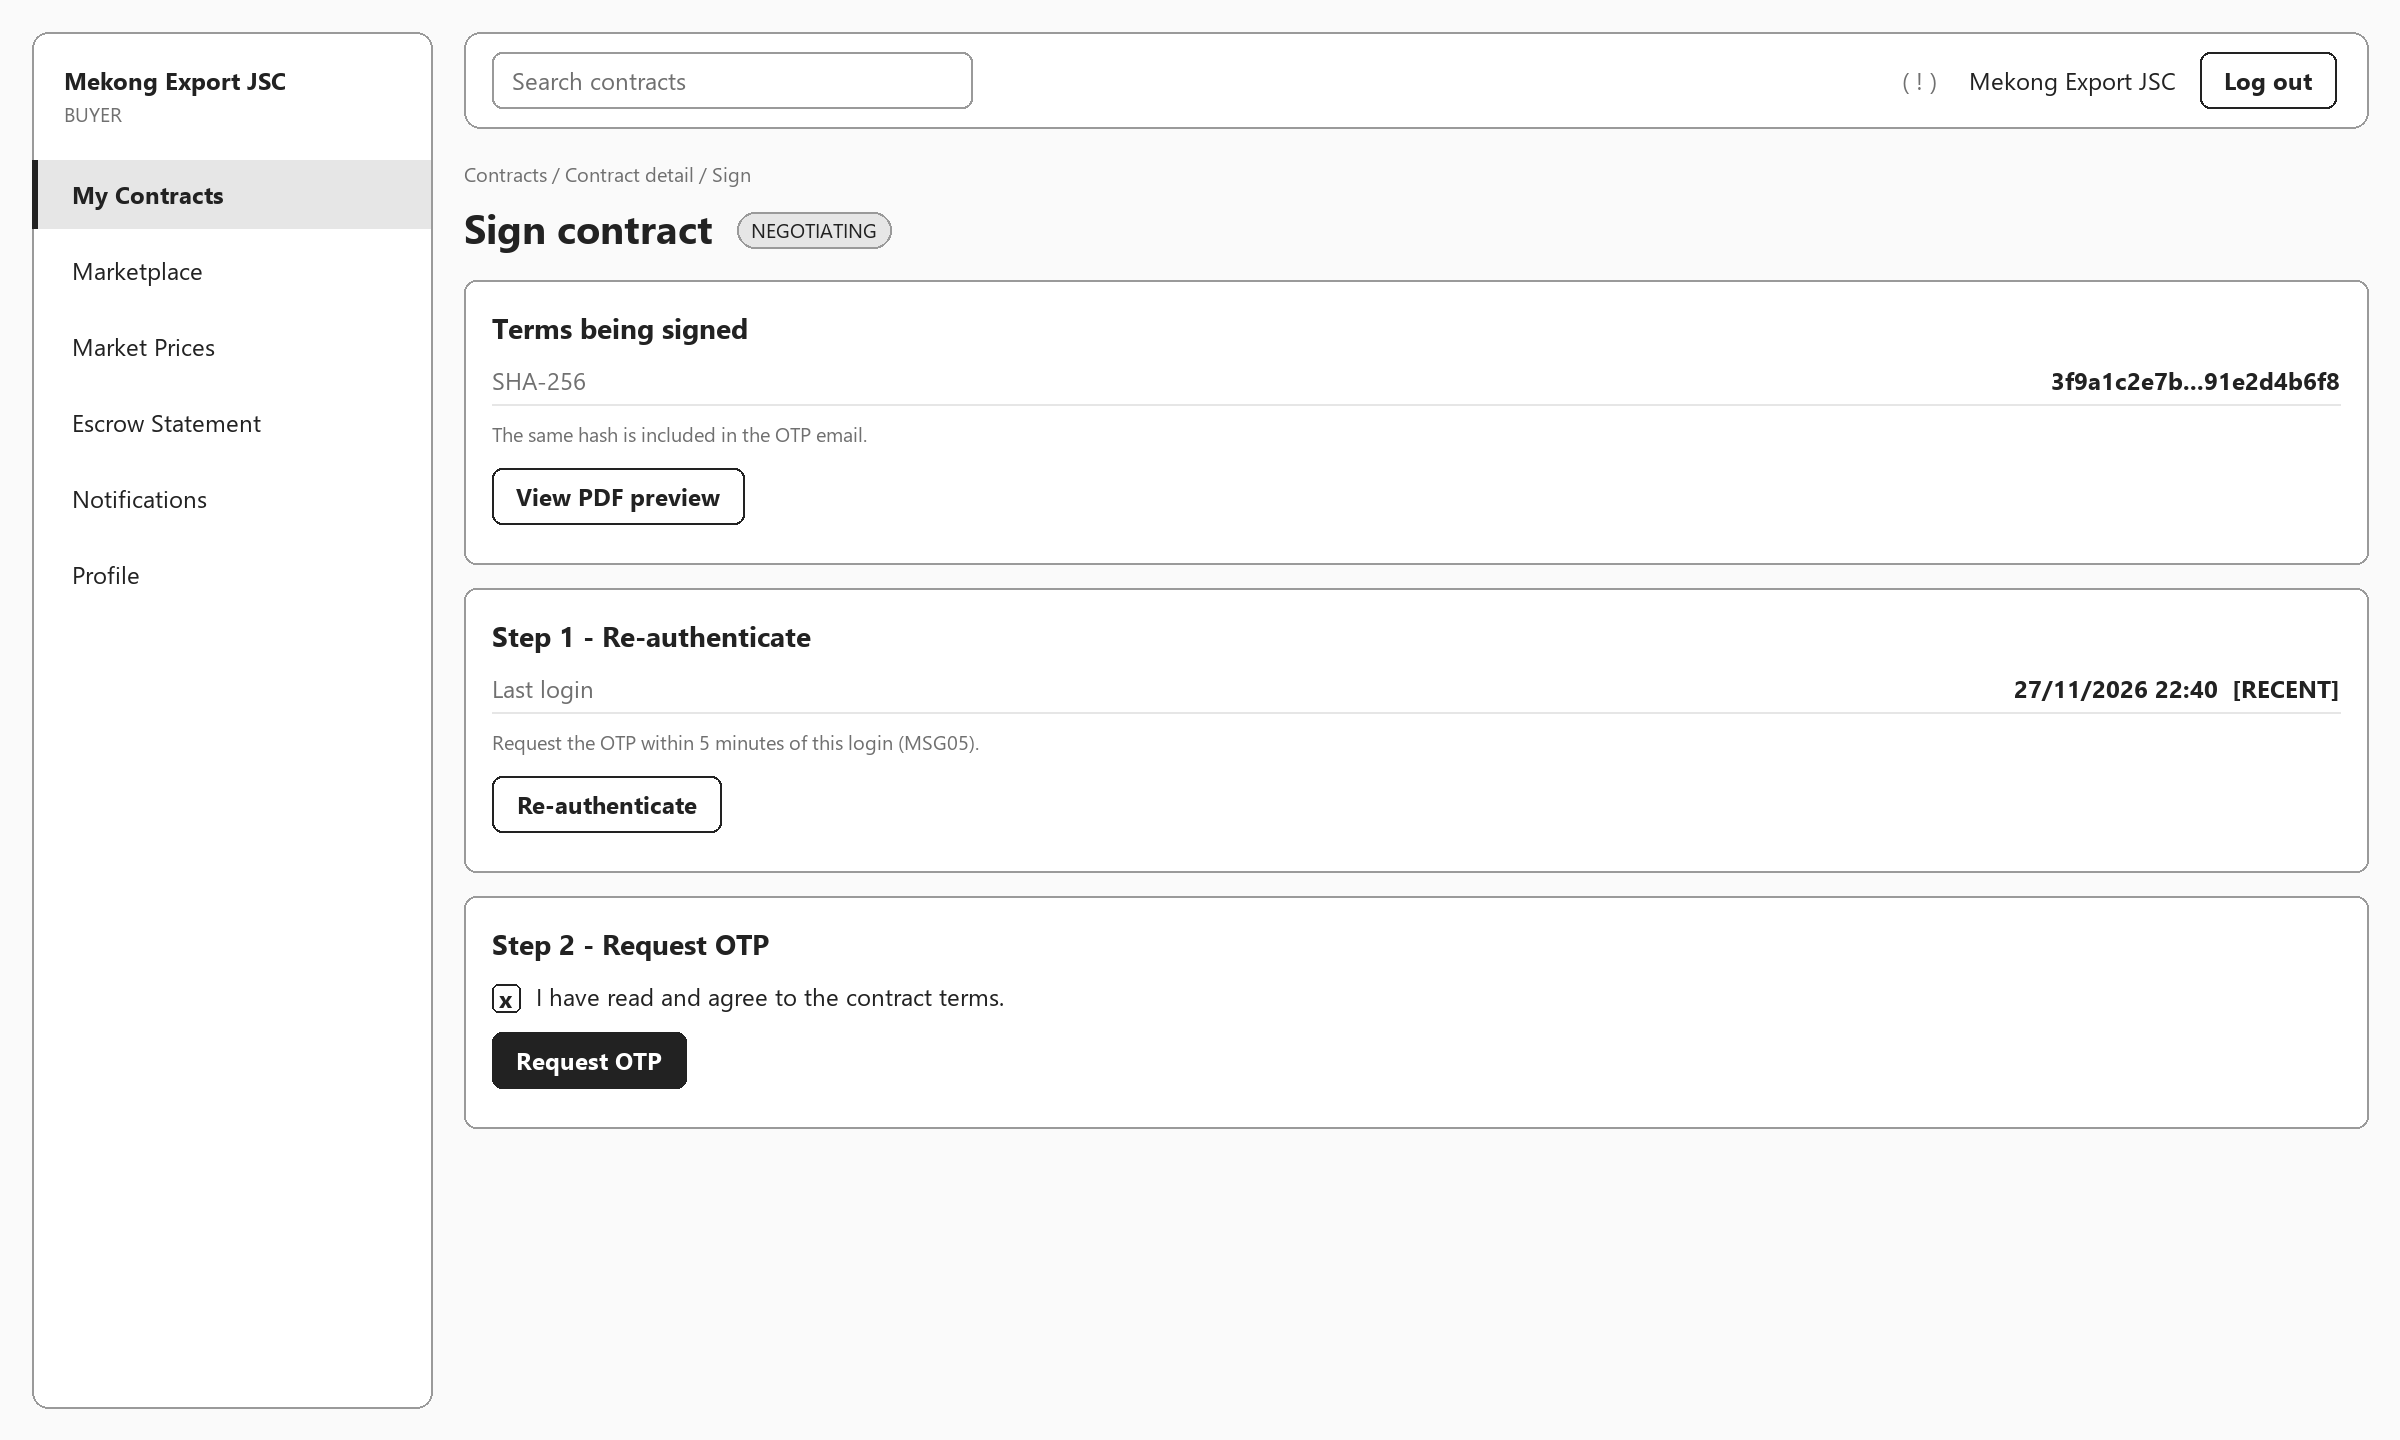 Mekong Export JSC
BUYER
My Contracts
Marketplace
Market Prices
Escrow Statement
Notifications
Profile
Search contracts
( ! ) Mekong Export JSC Log out
Contracts / Contract detail / Sign
Sign contract NEGOTIATING
Terms being signed
SHA-256 3f9a1c2e7b...91e2d4b6f8
The same hash is included in the OTP email.
View PDF preview
Step 1 - Re-authenticate
Last login 27/11/2026 22:40 [RECENT]
Request the OTP within 5 minutes of this login (MSG05).
Re-authenticate
Step 2 - Request OTP
x I have read and agree to the contract terms.
Request OTP